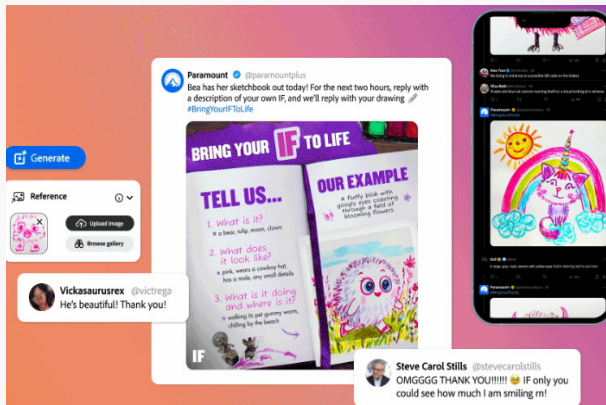 Paramount @paramountplus
Bea has her sketchbook out today! For the next two hours, reply with
a description of your own IF, and we'll reply with your drawing
#BringYourIFToLife
BRING YOUR IF TO LIFE
TELL US...
1. What is it?
a bear, tulip, moon, clown
2. What does
it look like?
pink, wears a cowboy hat,
has a mole, any small details
3. What is it doing
and where is it?
walking its pet gummy worm,
chilling by the beach
IF
OUR EXAMPLE
A fluffy blob with
googly eyes coasting
through a field of
blooming flowers
Generate
Reference
Upload image
Browse gallery
Vickasaurusrex @victrega
He's beautiful! Thank you!
Steve Carol Stills @stevecarolstills
OMGGGG THANK YOU!!!!!! IF only you
could see how much I am smiling rn!